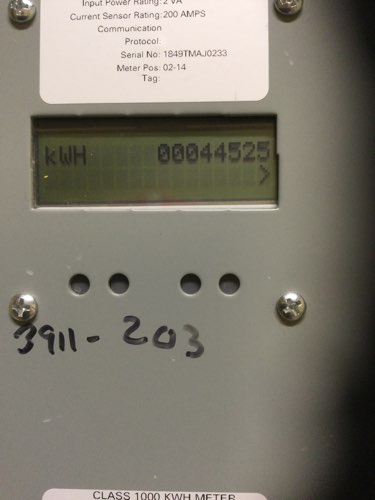 Input Power Rating: 2 VA
Current Sensor Rating: 200 AMPS
Communication
Protocol:
Serial No: 1849TMAJ0233
Meter Pos: 02-14
Tag:
kWH 00044525
>
3911-203
CLASS 1000 KWH METER